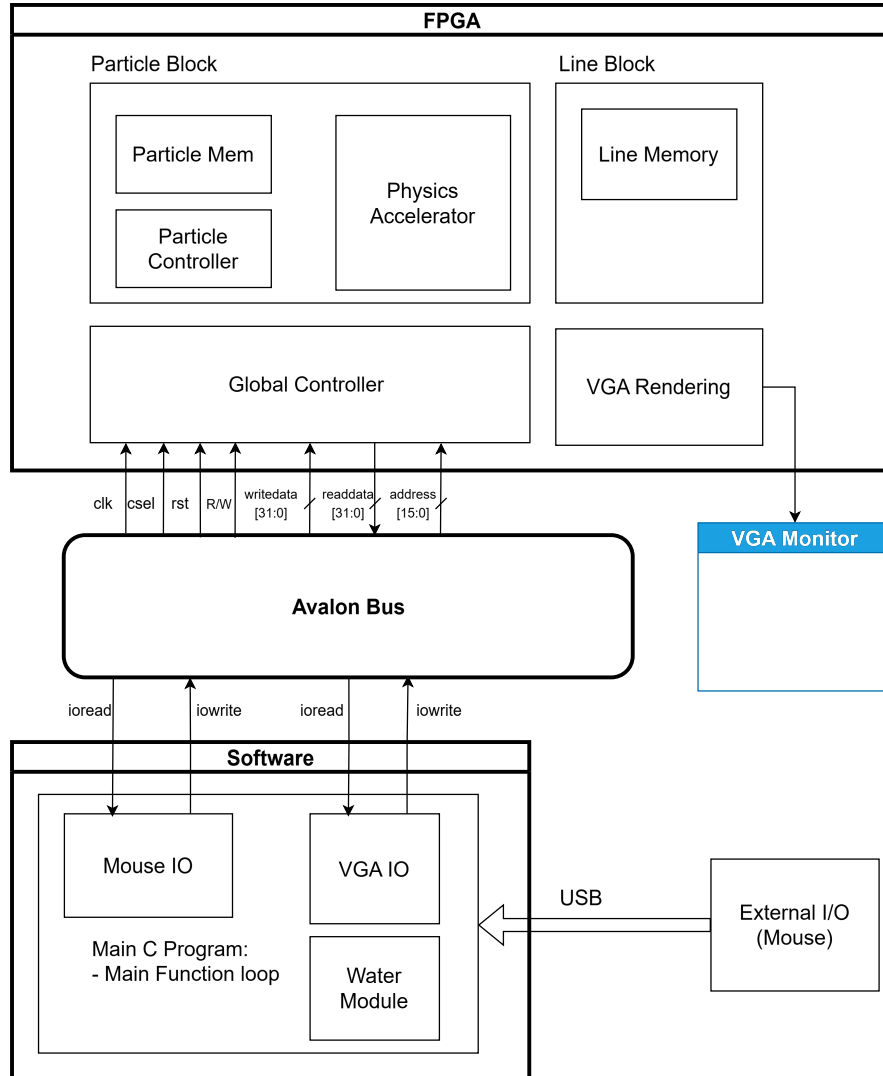 FPGA
Particle Block
Line Block
Particle Mem
Line Memory
Physics
Accelerator
Particle
Controller
Global Controller
VGA Rendering
clk
csel
rst
R/W
writedata
[31:0]
readdata
[31:0]
address
[15:0]
VGA Monitor
Avalon Bus
ioread
iowrite
ioread
iowrite
Software
Mouse IO
VGA IO
Main C Program:
- Main Function loop
Water
Module
USB
External I/O
(Mouse)